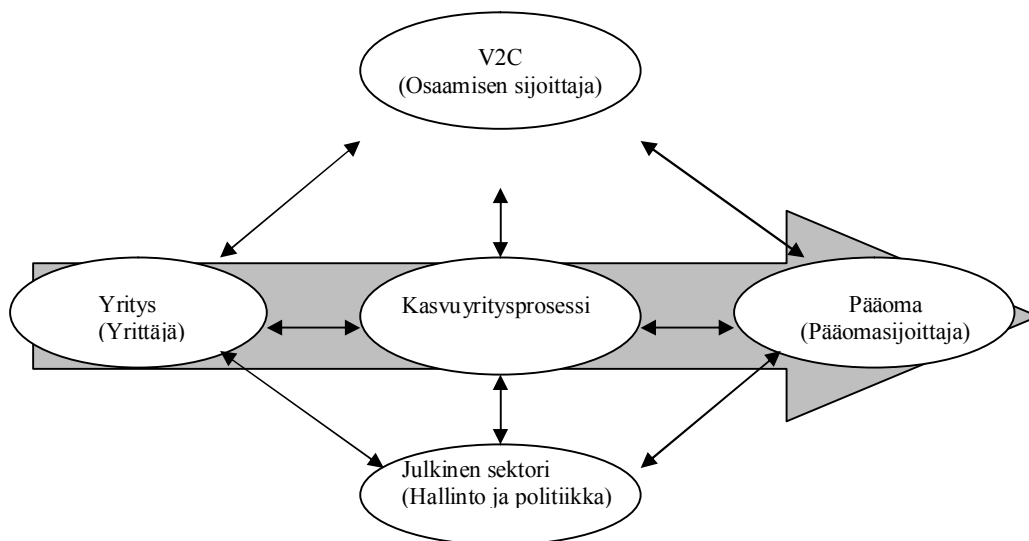 V2C
(Osaamisen sijoittaja)
Yritys
(Yrittäjä)
Kasvuyritysprosessi
Pääoma
(Pääomasijoittaja)
Julkinen sektori
(Hallinto ja politiikka)